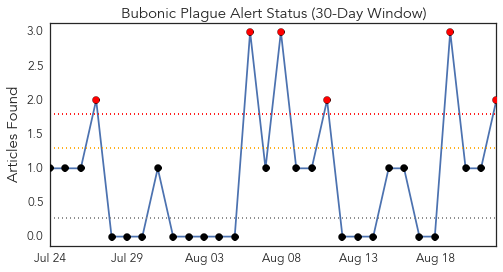 Bubonic Plague Alert Status (30-Day Window)
Articles Found
3.0
2.5
2.0
1.5
1.0
0.5
0.0
Jul 24 Jul 29 Aug 03 Aug 08 Aug 13 Aug 18